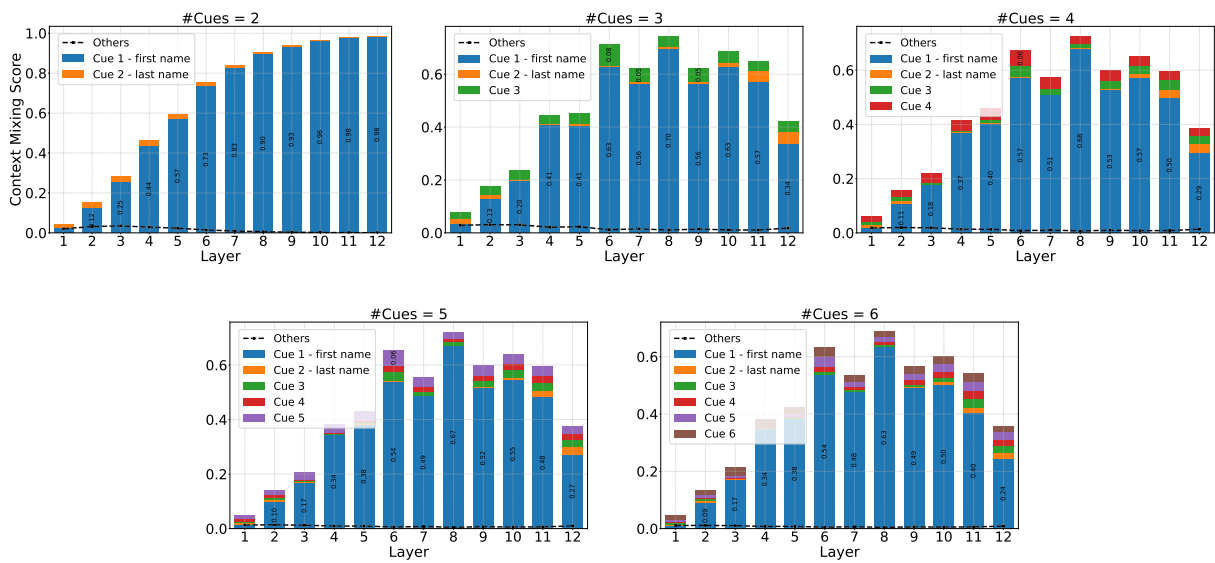 #Cues = 2
Context Mixing Score
1.0
0.8
0.6
0.4
0.2
0.0
Others
Cue 1 - first name
Cue 2 - last name
0.12
0.25
0.44
0.57
0.73
0.83
0.90
0.93
0.96
0.98
0.98
1 2 3 4 5 6 7 8 9 10 11 12
Layer
#Cues = 3
0.6
0.4
0.2
0.0
Others
Cue 1 - first name
Cue 2 - last name
Cue 3
0.13
0.20
0.41
0.41
0.63
0.08
0.56
0.05
0.70
0.56
0.05
0.63
0.57
0.34
1 2 3 4 5 6 7 8 9 10 11 12
Layer
#Cues = 4
0.6
0.4
0.2
0.0
Others
Cue 1 - first name
Cue 2 - last name
Cue 3
Cue 4
0.11
0.18
0.37
0.40
0.57
0.06
0.51
0.68
0.53
0.57
0.50
0.29
1 2 3 4 5 6 7 8 9 10 11 12
Layer
#Cues = 5
0.6
0.4
0.2
0.0
Others
Cue 1 - first name
Cue 2 - last name
Cue 3
Cue 4
Cue 5
0.10
0.17
0.34
0.38
0.54
0.06
0.49
0.67
0.52
0.55
0.48
0.27
1 2 3 4 5 6 7 8 9 10 11 12
Layer
#Cues = 6
0.6
0.4
0.2
0.0
Others
Cue 1 - first name
Cue 2 - last name
Cue 3
Cue 4
Cue 5
Cue 6
0.09
0.17
0.34
0.38
0.54
0.48
0.63
0.49
0.50
0.40
0.24
1 2 3 4 5 6 7 8 9 10 11 12
Layer